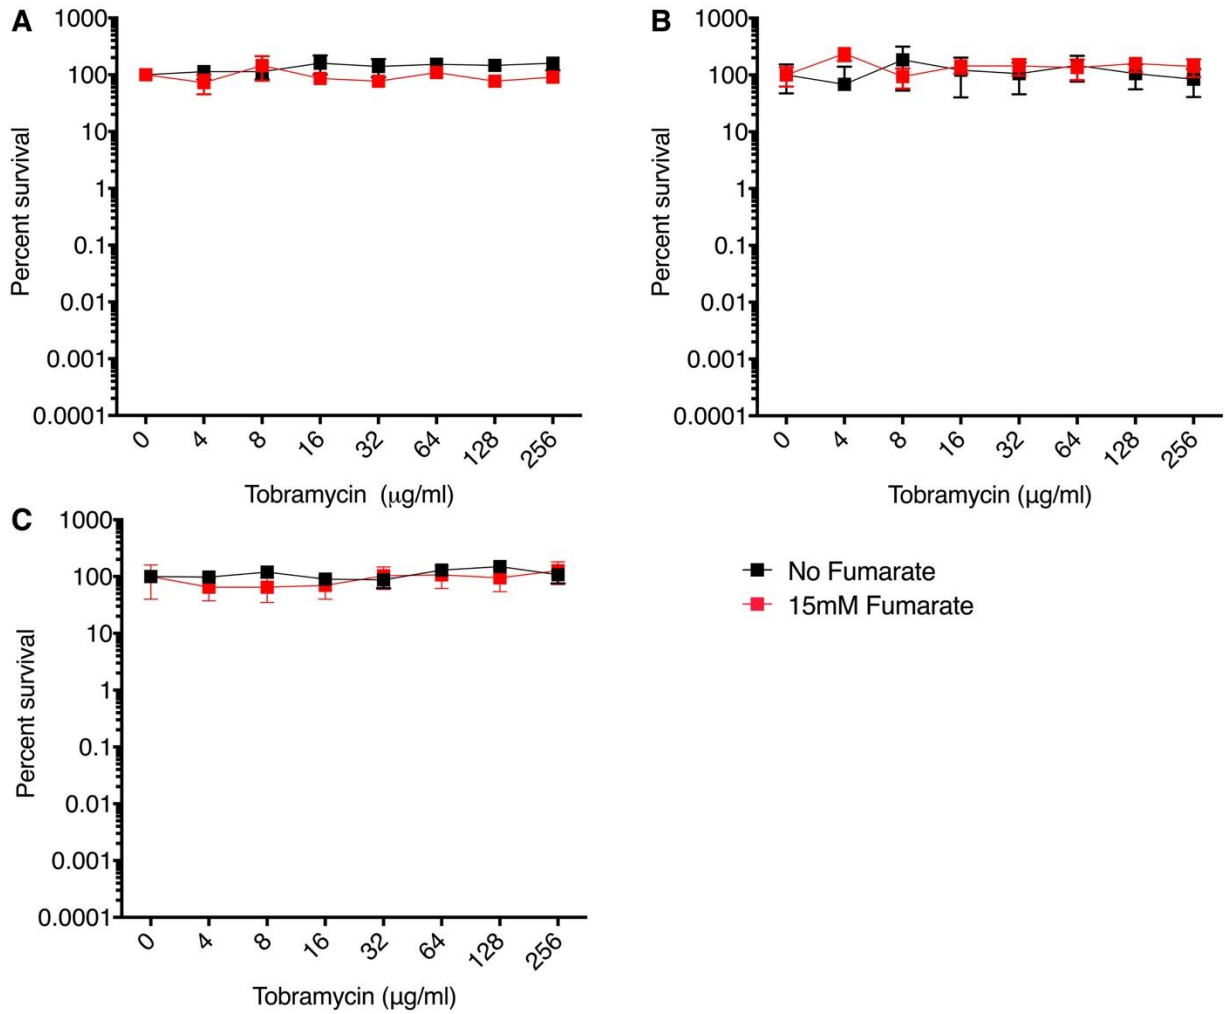 A
1000
100
10
1
0.1
0.01
0.001
0.0001
Percent survival
0 4 8 16 32 64 128 256
Tobramycin (μg/ml)
B
1000
100
10
1
0.1
0.01
0.001
0.0001
Percent survival
0 4 8 16 32 64 128 256
Tobramycin (µg/ml)
C
1000
100
10
1
0.1
0.01
0.001
0.0001
Percent survival
0 4 8 16 32 64 128 256
Tobramycin (µg/ml)
No Fumarate
15mM Fumarate